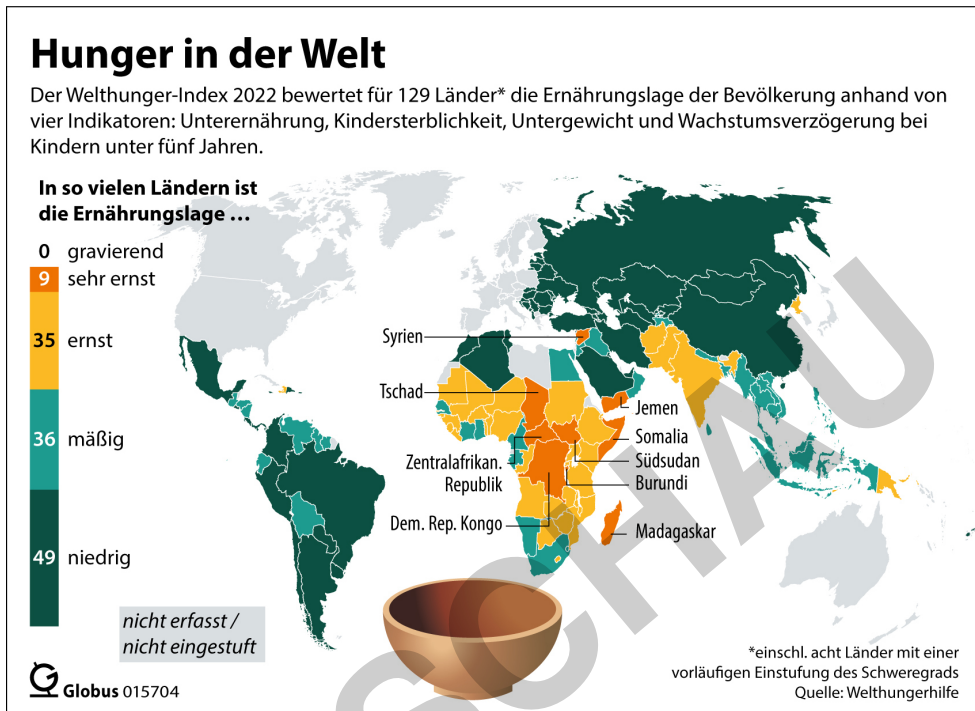 Hunger in der Welt
Der Welthunger-Index 2022 bewertet für 129 Länder* die Ernährungslage der Bevölkerung anhand von
vier Indikatoren: Unterernährung, Kindersterblichkeit, Untergewicht und Wachstumsverzögerung bei
Kindern unter fünf Jahren.
In so vielen Ländern ist
die Ernährungslage ...
0 gravierend
9 sehr ernst
35 ernst
36 mäßig
49 niedrig
nicht erfasst /
nicht eingestuft
Syrien
Tschad
Zentralafrikan.
Republik
Dem. Rep. Kongo
Jemen
Somalia
Südsudan
Burundi
Madagaskar
SCHAU
*einschl. acht Länder mit einer
vorläufigen Einstufung des Schweregrads
Quelle: Welthungerhilfe
Globus 015704